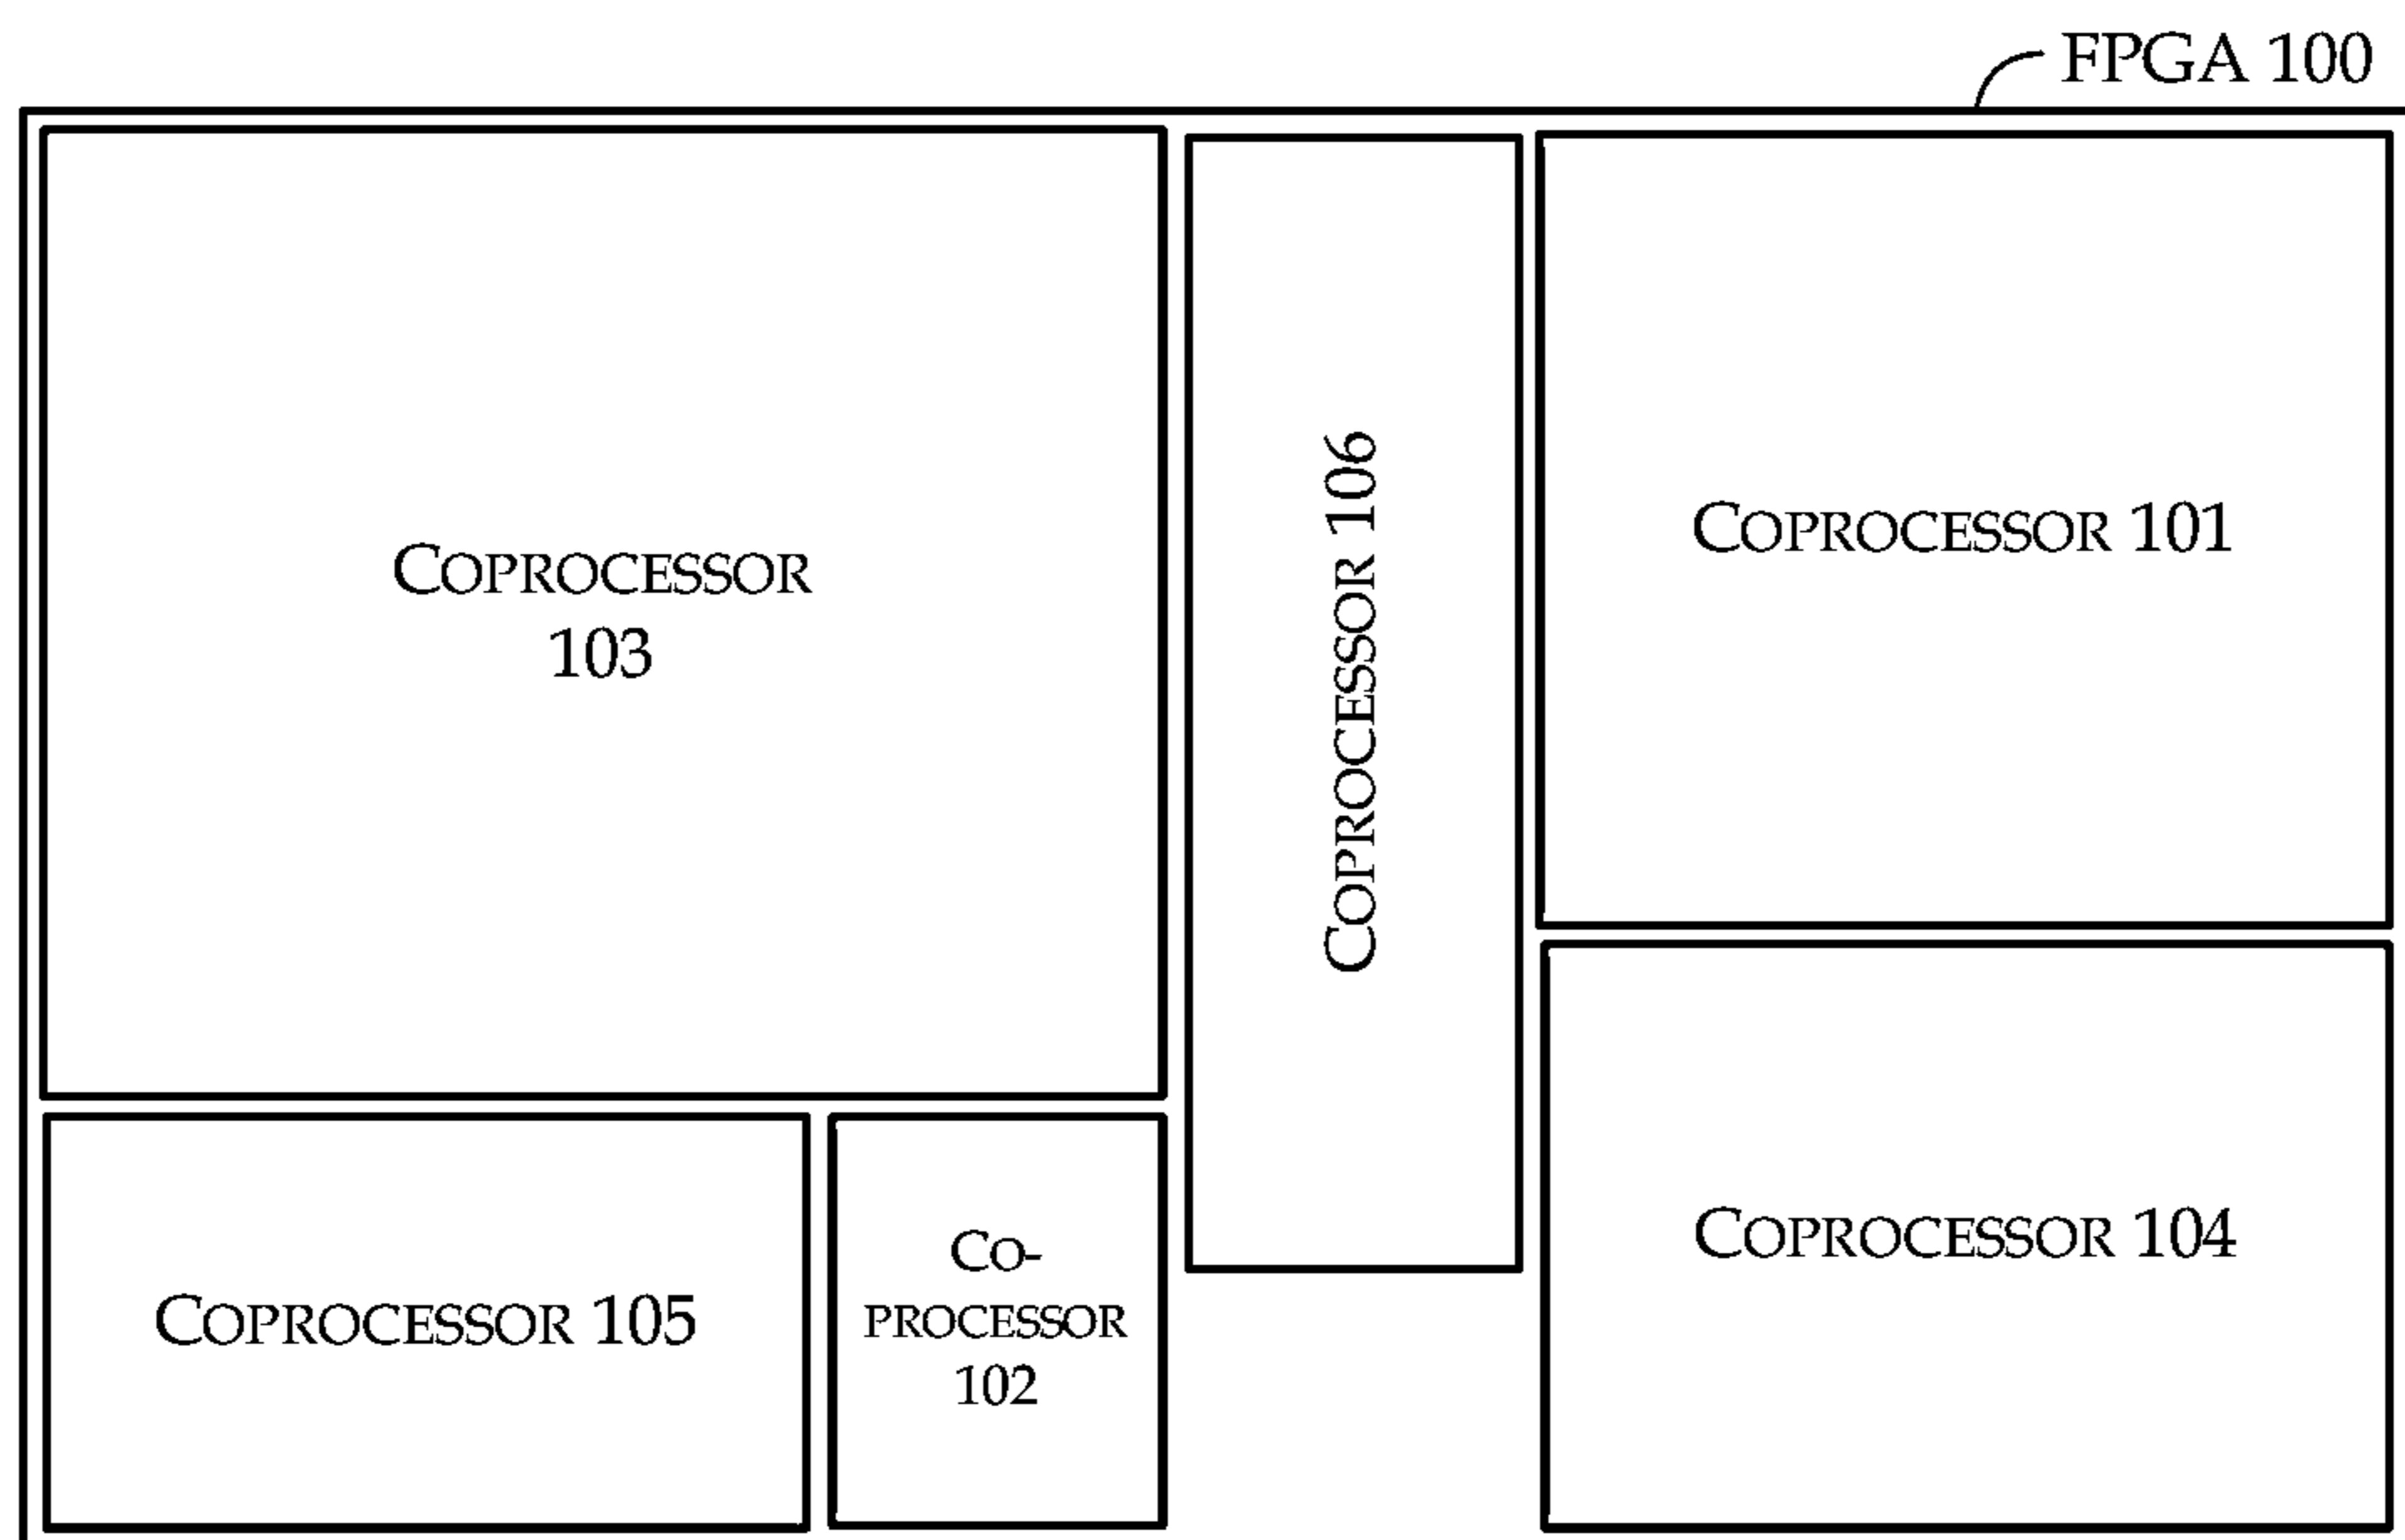 FPGA 100
COPROCESSOR
103
COPROCESSOR 106
COPROCESSOR 101
COPROCESSOR 105
CO-
PROCESSOR
102
COPROCESSOR 104